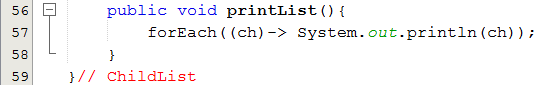 56 public void printList(){
57 forEach((ch)-> System.out.println(ch));
58 }
59 }// ChildList